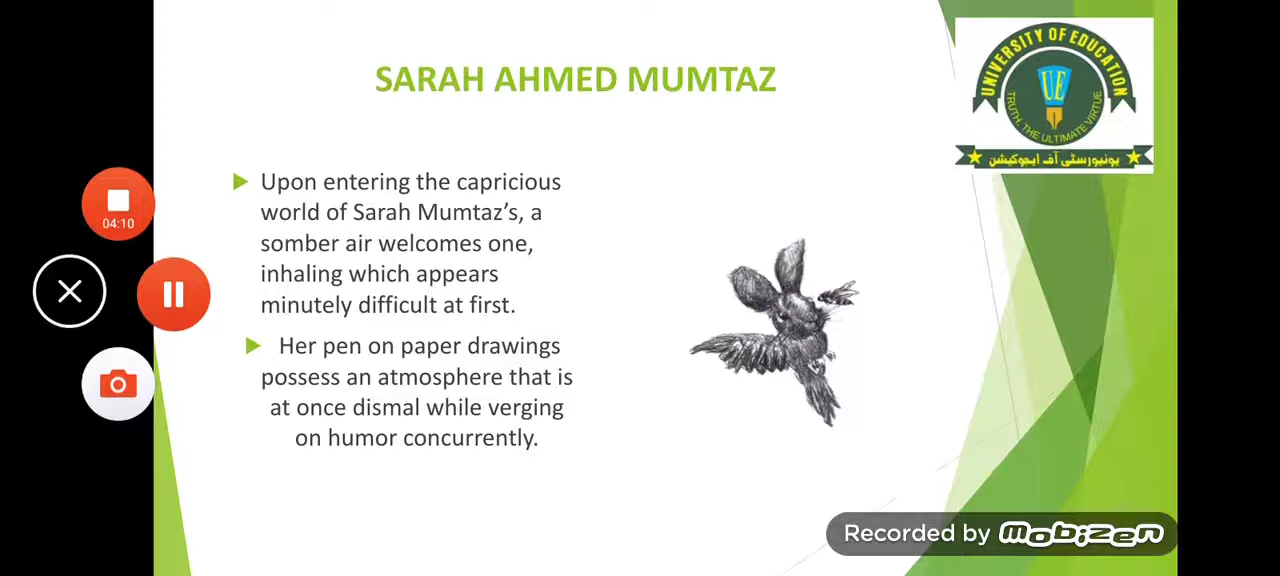 SARAH AHMED MUMTAZ
UNIVERSITY OF EDUCATION
UE
TRUTH, THE ULTIMATE VIRTUE
یونیورسٹی آف ایجوکیشن
Upon entering the capricious
world of Sarah Mumtaz’s, a
somber air welcomes one,
inhaling which appears
minutely difficult at first.
Her pen on paper drawings
possess an atmosphere that is
at once dismal while verging
on humor concurrently.
04:10
Recorded by mobizen